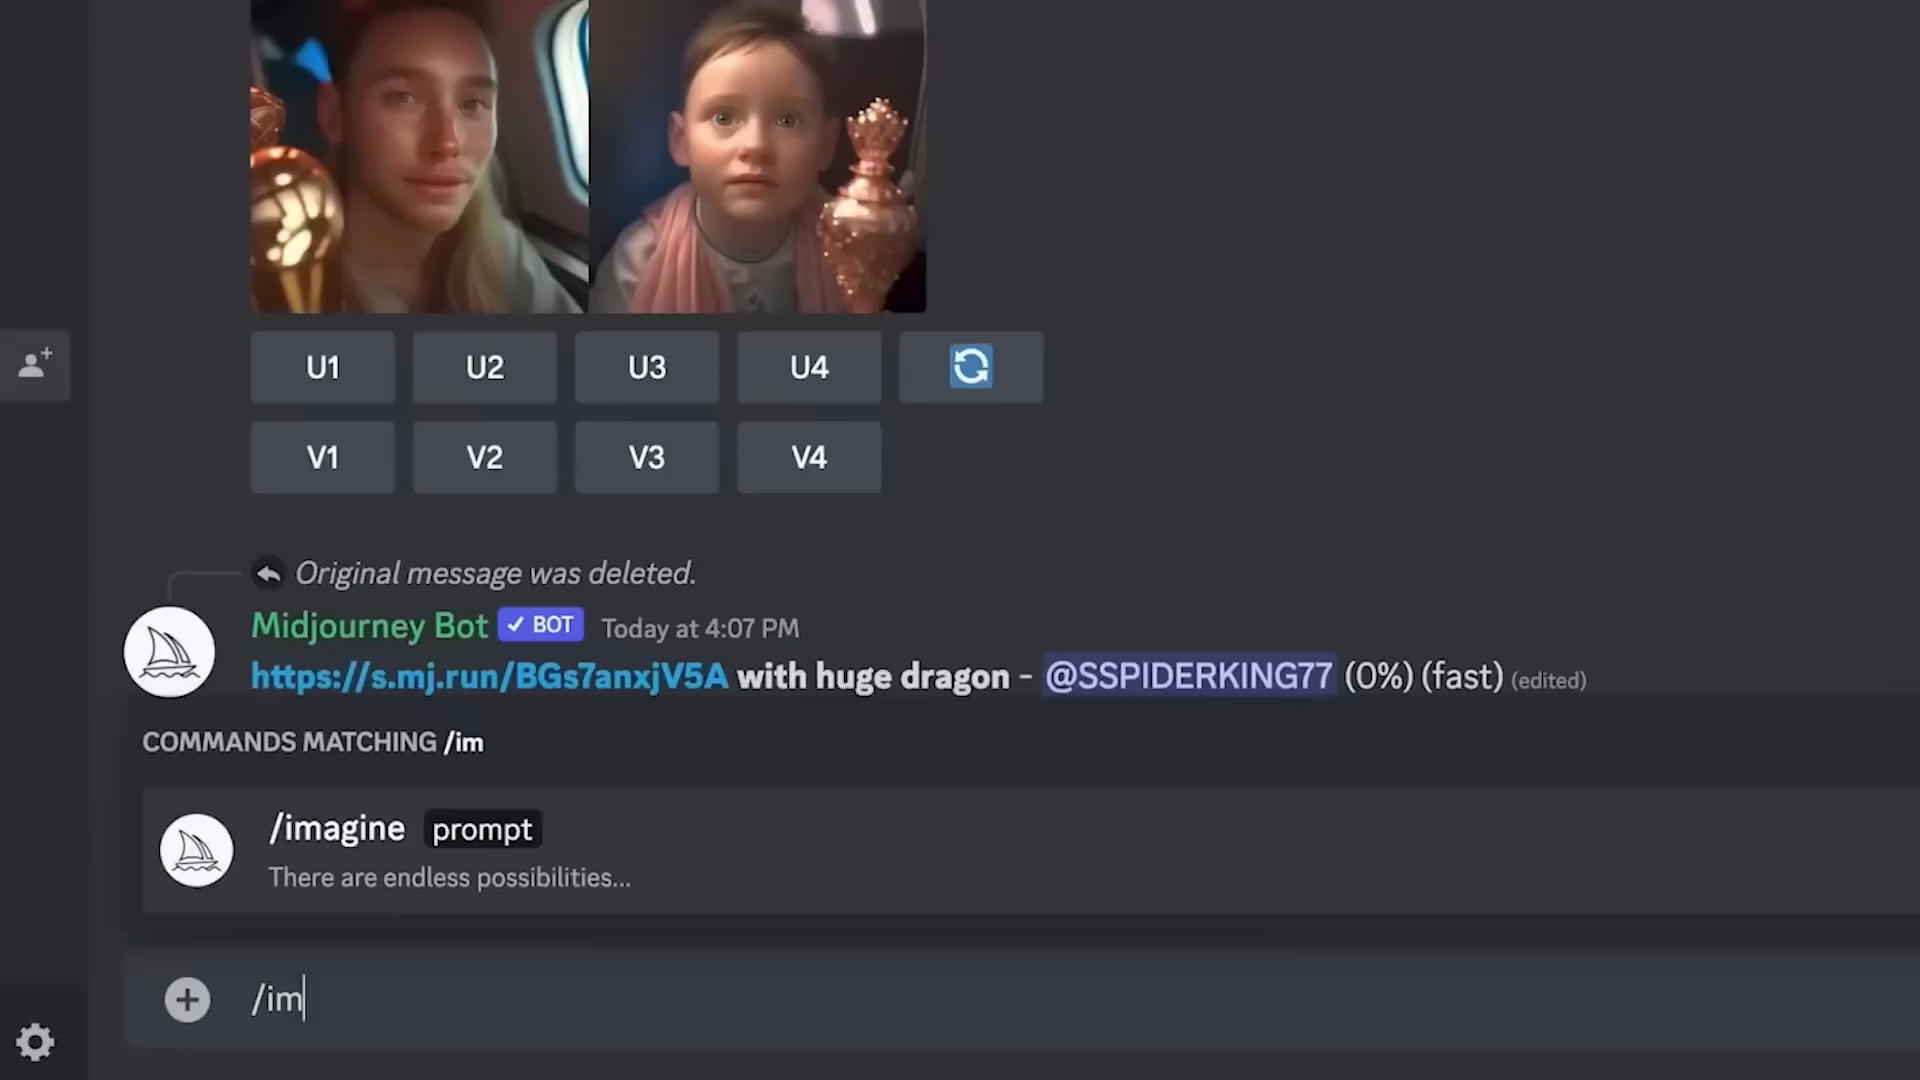 U1 U2 U3 U4
V1 V2 V3 V4
Original message was deleted.
Midjourney Bot ✓ BOT Today at 4:07 PM
https://s.mj.run/BGs7anxjV5A with huge dragon - @SSPIDERKING77 (0%) (fast) (edited)
COMMANDS MATCHING /im
/imagine prompt
There are endless possibilities...
/im